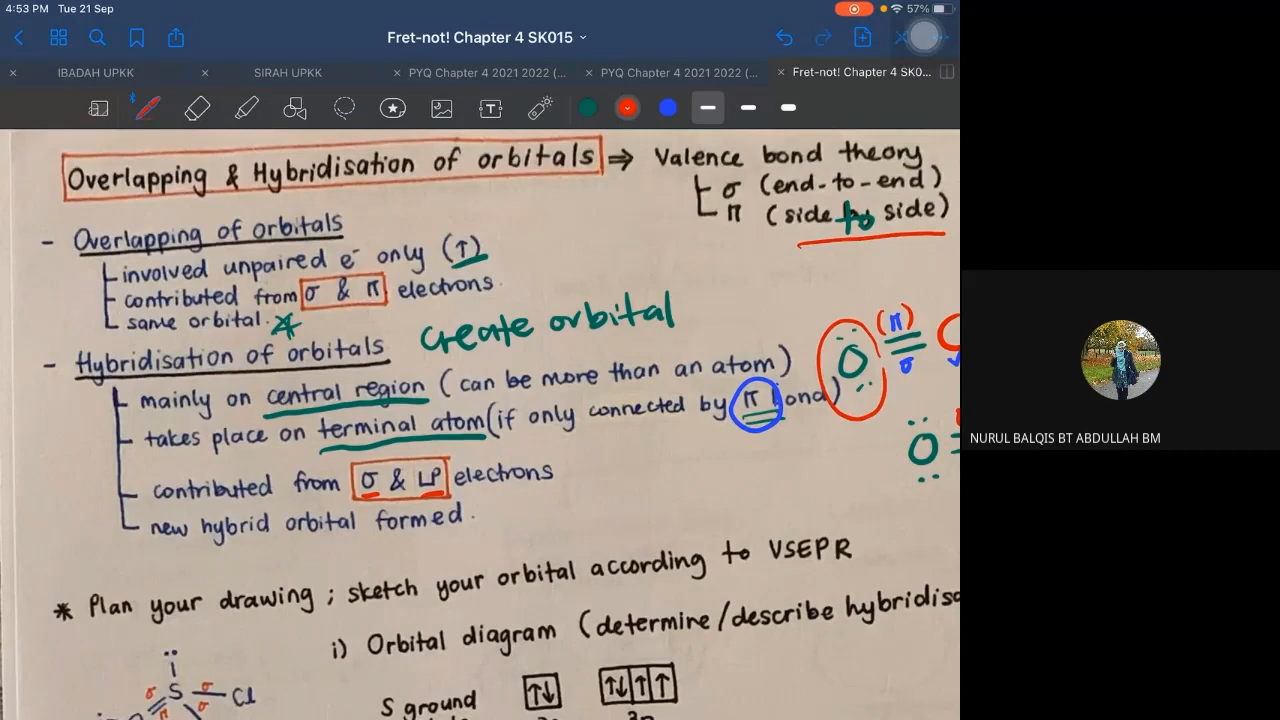 4:53 PM Tue 21 Sep
57%
Fret-not! Chapter 4 SK015
IBADAH UPKK
SIRAH UPKK
PYQ Chapter 4 2021 2022 (...
PYQ Chapter 4 2021 2022 (...
Fret-not! Chapter 4 SK0...
Overlapping & Hybridisation of orbitals ⇒ Valence bond theory
σ (end-to-end)
π (side to side)
- Overlapping of orbitals
involved unpaired e⁻ only (↑)
contributed from σ & π electrons
same orbital.
create orbital
- Hybridisation of orbitals
mainly on central region (can be more than an atom)
takes place on terminal atom (if only connected by π bond)
contributed from σ & LP electrons
new hybrid orbital formed.
(π)
O
σ
O
* Plan your drawing ; sketch your orbital according to VSEPR
i) Orbital diagram (determine/describe hybridisa
S ground
σ S σ Cl
π σ
NURUL BALQIS BT ABDULLAH BM